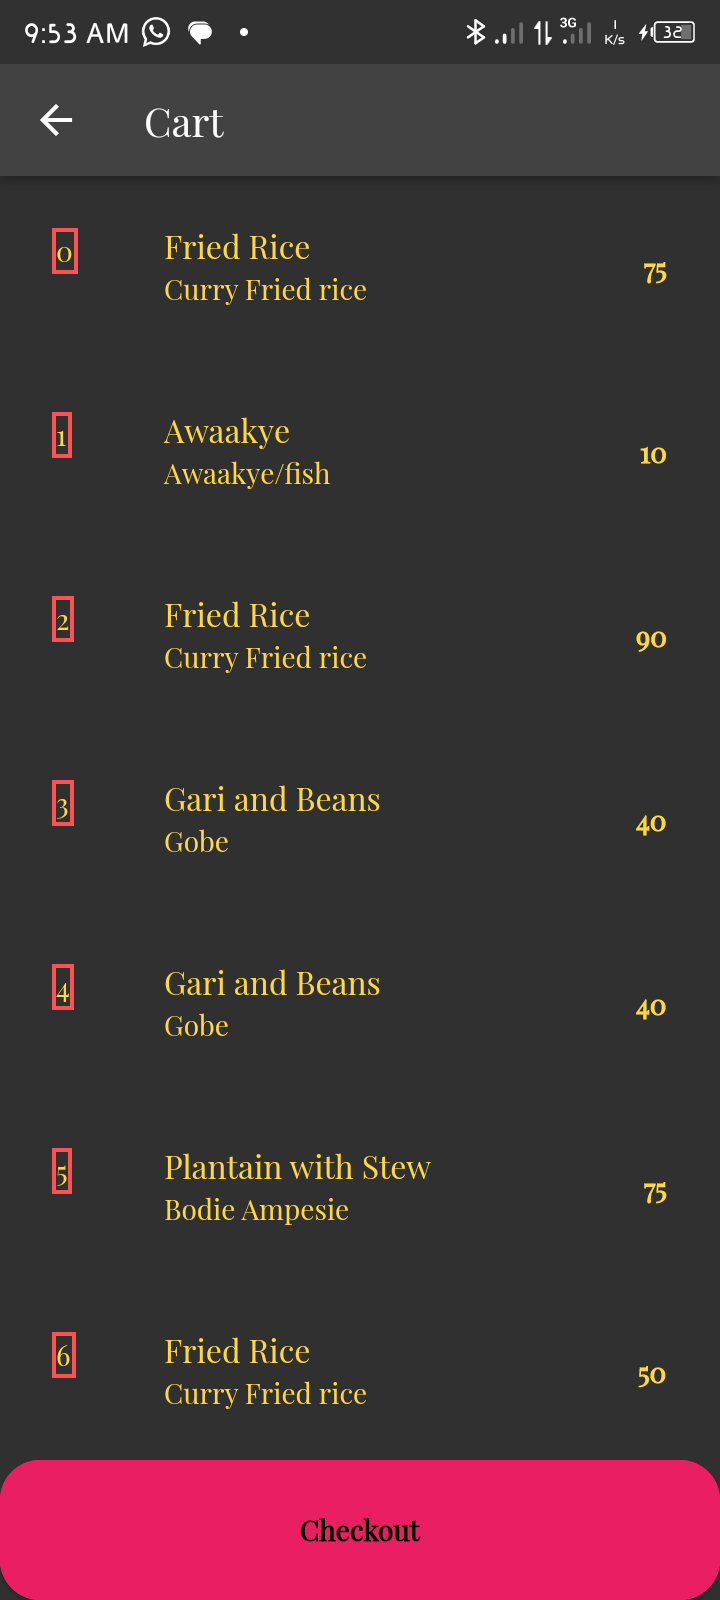 9:53 AM
3G
1
K/s
32
Cart
0
Fried Rice
Curry Fried rice
75
1
Awaakye
Awaakye/fish
10
2
Fried Rice
Curry Fried rice
90
3
Gari and Beans
Gobe
40
4
Gari and Beans
Gobe
40
5
Plantain with Stew
Bodie Ampesie
75
6
Fried Rice
Curry Fried rice
50
Checkout